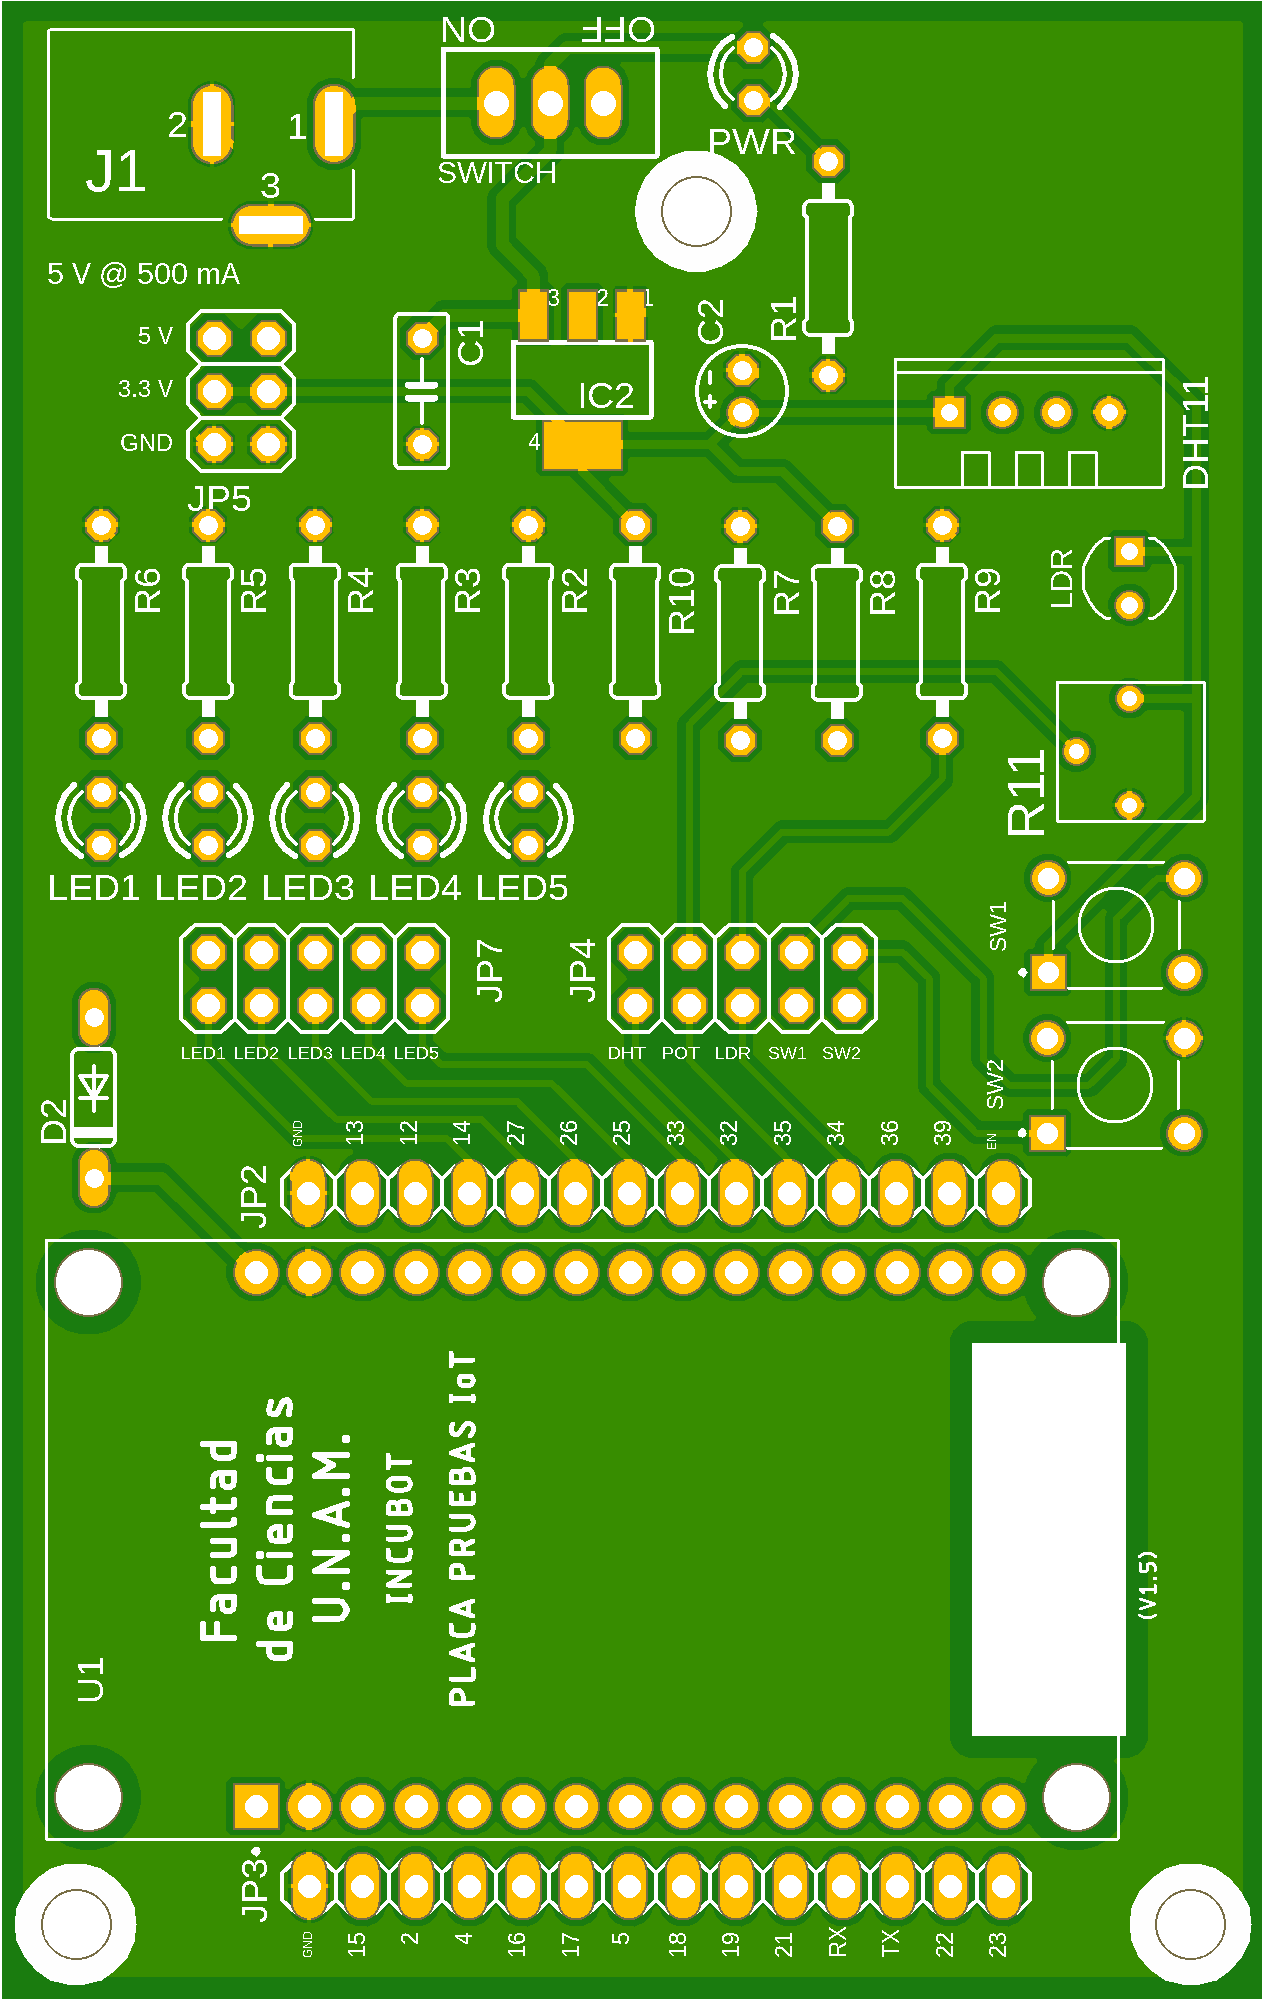 ON
OFF
2
1
J1
3
SWITCH
PWR
5 V @ 500 mA
3
2
1
C2
R1
5 V
C1
3.3 V
IC2
GND
4
DHT11
JP5
R6
R5
R4
R3
R2
R10
R7
R8
R9
LDR
R11
LED1
LED2
LED3
LED4
LED5
SW1
JP7
JP4
LED1
LED2
LED3
LED4
LED5
DHT
POT
LDR
SW1
SW2
SW2
D2
GND
13
12
14
27
26
25
33
32
35
34
36
39
EN
JP2
Facultad
de Ciencias
U.N.A.M.
INCUBOT
PLACA PRUEBAS IoT
(V1.5)
U1
JP3
GND
15
2
4
16
17
5
18
19
21
RX
TX
22
23